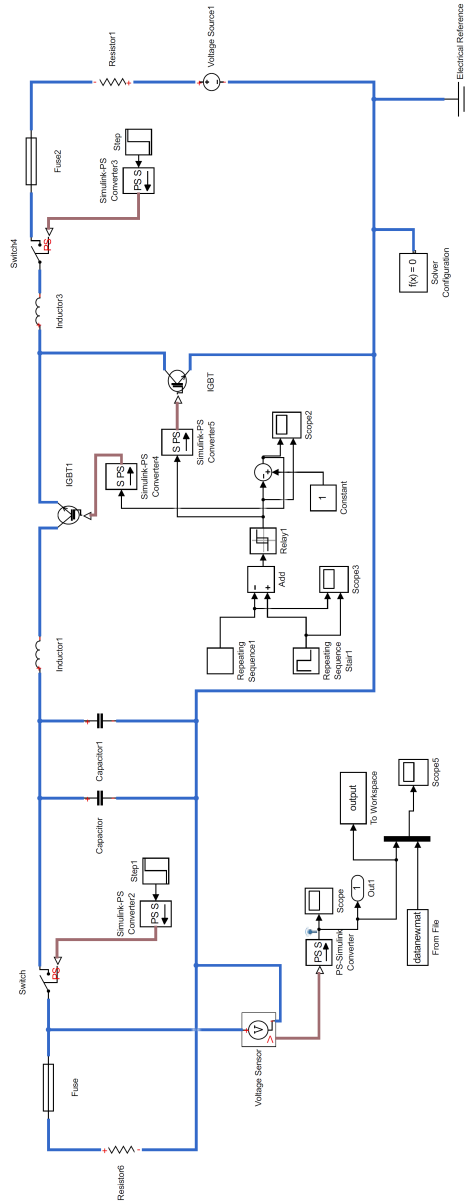 Resistor1
Voltage Source1
Electrical Reference
Fuse2
Step
Simulink-PS
Converter3
PS S
Switch4
PS
Inductor3
f(x) = 0
Solver
Configuration
IGBT
IGBT1
S PS
Simulink-PS
Converter5
S PS
Simulink-PS
Converter4
Scope2
1
Constant
Relay1
Add
Scope3
Repeating
Sequence1
Repeating
Sequence
Stair1
Inductor1
Capacitor1
Capacitor
Step1
Simulink-PS
Converter2
PS S
Switch
PS
output
To Workspace
Scope5
Scope
1
Out1
PS S
PS-Simulink
Converter
datanew.mat
From File
V
V
Voltage Sensor
Fuse
Resistor6